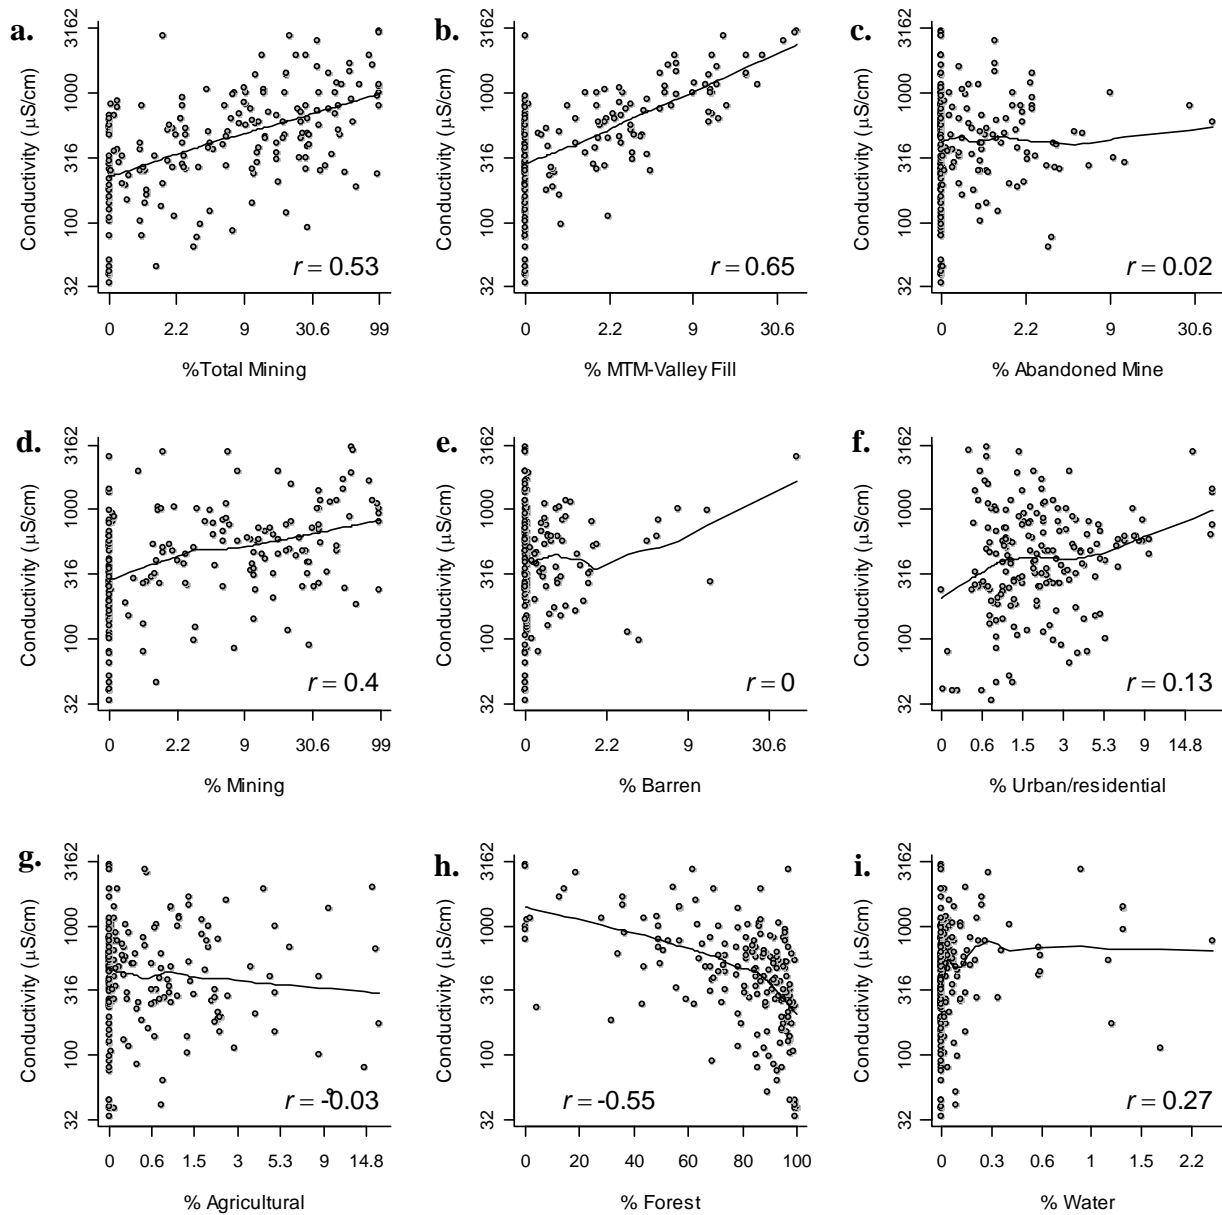 a.
Conductivity (µS/cm)
3162
1000
316
100
32
r = 0.53
0 2.2 9 30.6 99
%Total Mining
b.
Conductivity (µS/cm)
3162
1000
316
100
32
r = 0.65
0 2.2 9 30.6
% MTM-Valley Fill
c.
Conductivity (µS/cm)
3162
1000
316
100
32
r = 0.02
0 2.2 9 30.6
% Abandoned Mine
d.
Conductivity (µS/cm)
3162
1000
316
100
32
r = 0.4
0 2.2 9 30.6 99
% Mining
e.
Conductivity (µS/cm)
3162
1000
316
100
32
r = 0
0 2.2 9 30.6
% Barren
f.
Conductivity (µS/cm)
3162
1000
316
100
32
r = 0.13
0 0.6 1.5 3 5.3 9 14.8
% Urban/residential
g.
Conductivity (µS/cm)
3162
1000
316
100
32
r = -0.03
0 0.6 1.5 3 5.3 9 14.8
% Agricultural
h.
Conductivity (µS/cm)
3162
1000
316
100
32
r = -0.55
0 20 40 60 80 100
% Forest
i.
Conductivity (µS/cm)
3162
1000
316
100
32
r = 0.27
0 0.3 0.6 1 1.5 2.2
% Water